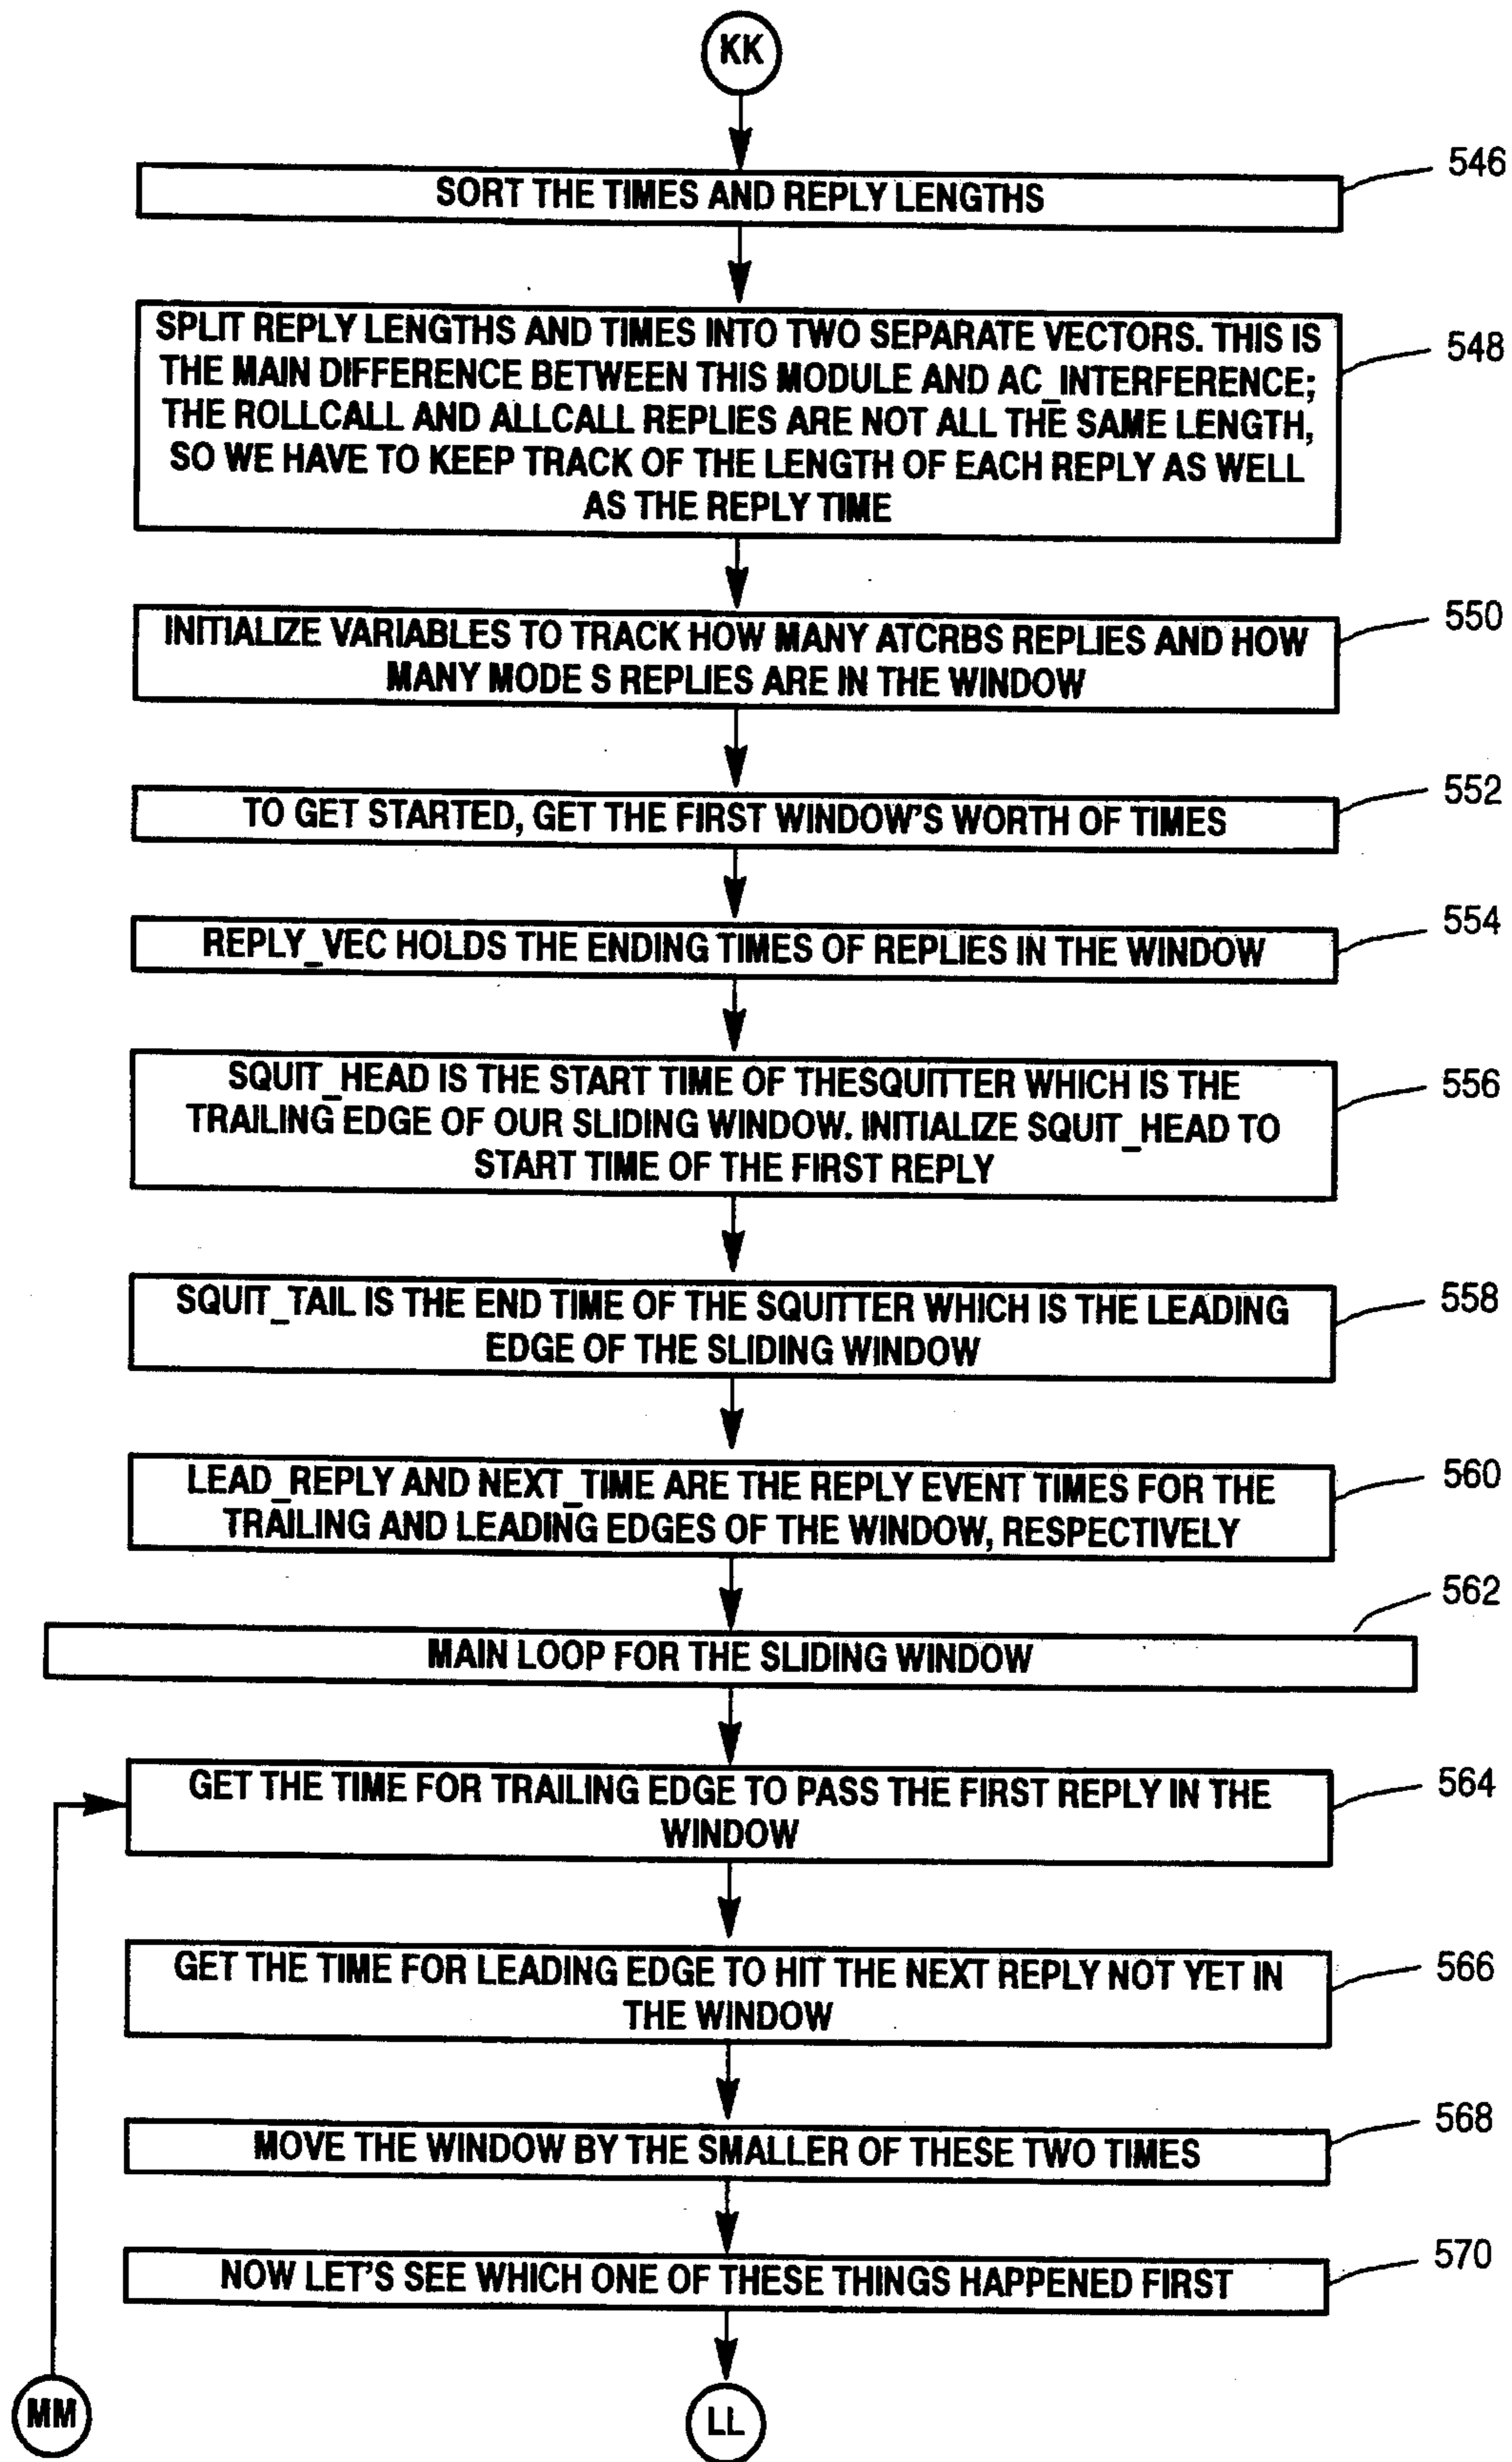 KK
546
SORT THE TIMES AND REPLY LENGTHS
548
SPLIT REPLY LENGTHS AND TIMES INTO TWO SEPARATE VECTORS. THIS IS
THE MAIN DIFFERENCE BETWEEN THIS MODULE AND AC_INTERFERENCE;
THE ROLLCALL AND ALLCALL REPLIES ARE NOT ALL THE SAME LENGTH,
SO WE HAVE TO KEEP TRACK OF THE LENGTH OF EACH REPLY AS WELL
AS THE REPLY TIME
550
INITIALIZE VARIABLES TO TRACK HOW MANY ATCRBS REPLIES AND HOW
MANY MODE S REPLIES ARE IN THE WINDOW
552
TO GET STARTED, GET THE FIRST WINDOW'S WORTH OF TIMES
554
REPLY_VEC HOLDS THE ENDING TIMES OF REPLIES IN THE WINDOW
556
SQUIT_HEAD IS THE START TIME OF THESQUITTER WHICH IS THE
TRAILING EDGE OF OUR SLIDING WINDOW. INITIALIZE SQUIT_HEAD TO
START TIME OF THE FIRST REPLY
558
SQUIT_TAIL IS THE END TIME OF THE SQUITTER WHICH IS THE LEADING
EDGE OF THE SLIDING WINDOW
560
LEAD_REPLY AND NEXT_TIME ARE THE REPLY EVENT TIMES FOR THE
TRAILING AND LEADING EDGES OF THE WINDOW, RESPECTIVELY
562
MAIN LOOP FOR THE SLIDING WINDOW
564
GET THE TIME FOR TRAILING EDGE TO PASS THE FIRST REPLY IN THE
WINDOW
566
GET THE TIME FOR LEADING EDGE TO HIT THE NEXT REPLY NOT YET IN
THE WINDOW
568
MOVE THE WINDOW BY THE SMALLER OF THESE TWO TIMES
570
NOW LET'S SEE WHICH ONE OF THESE THINGS HAPPENED FIRST
MM
LL